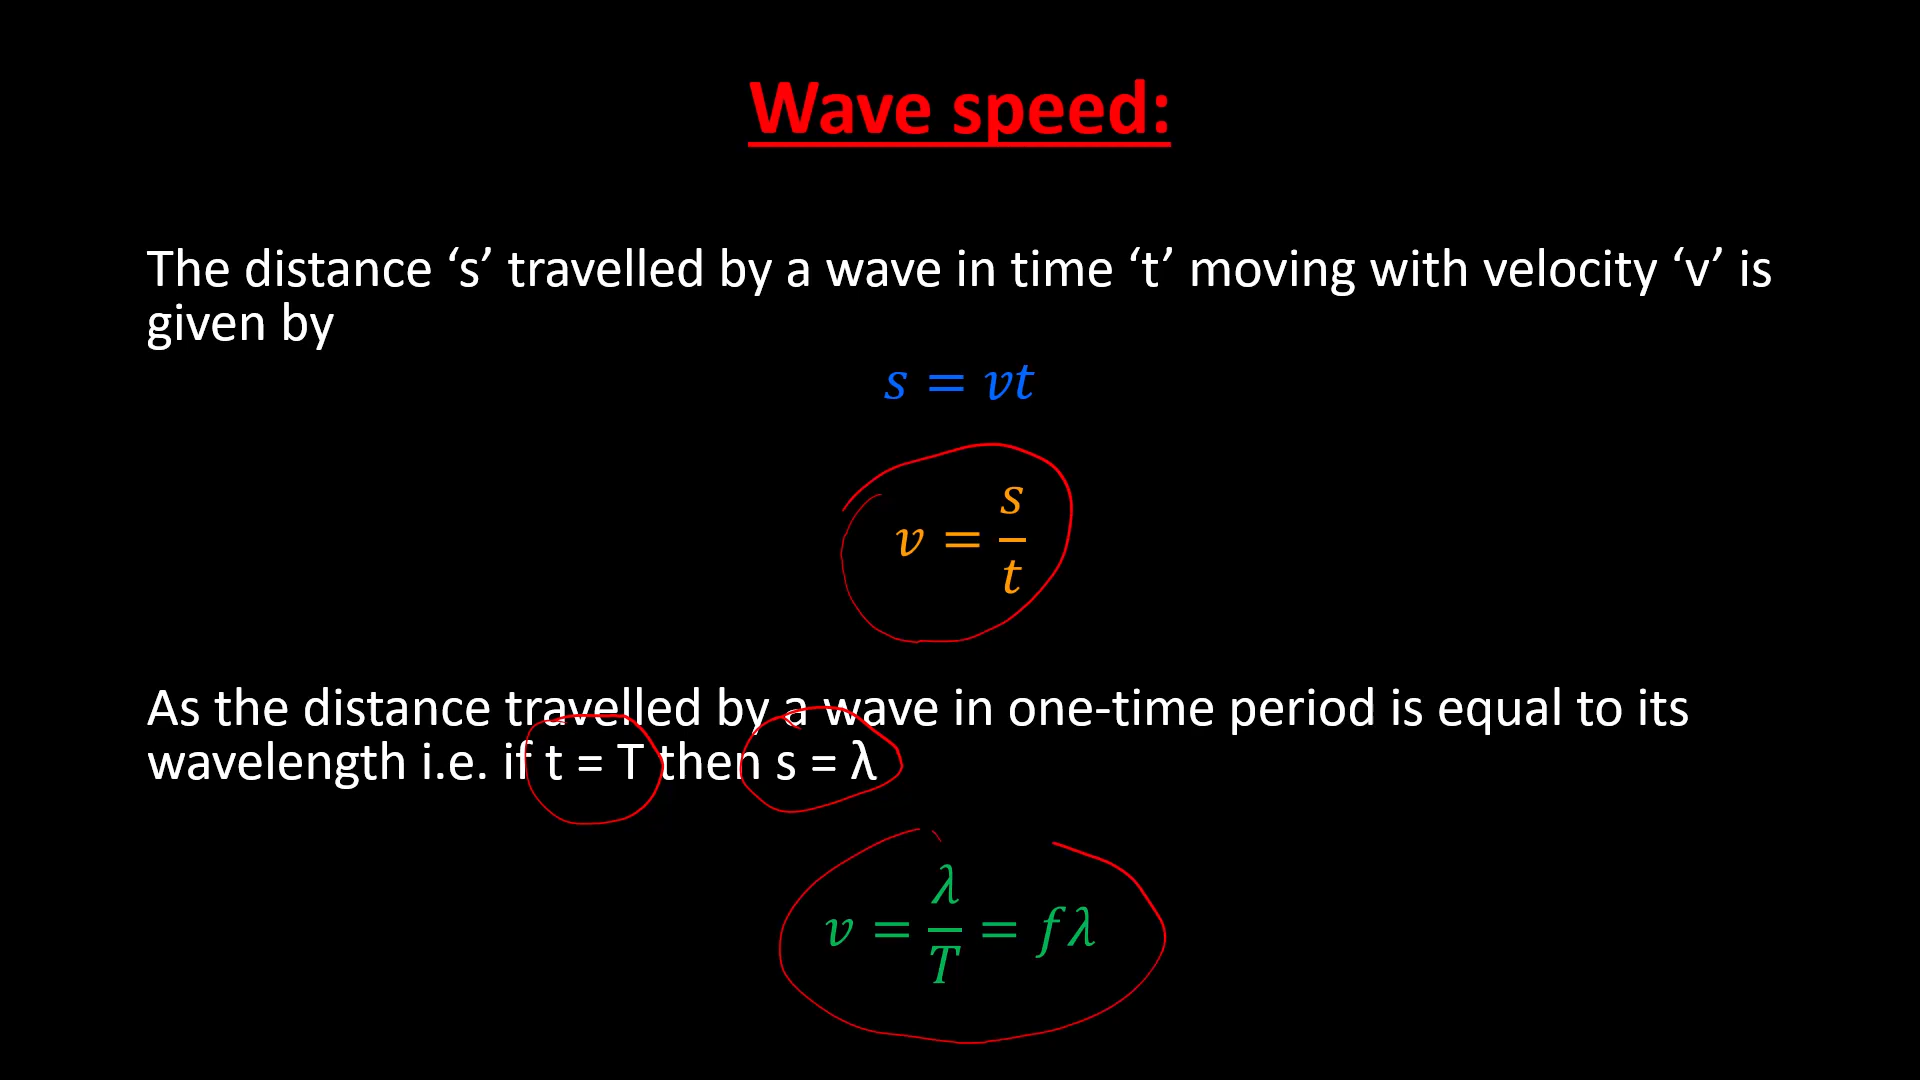 Wave speed:
The distance ‘s’ travelled by a wave in time ‘t’ moving with velocity ‘v’ is
given by
s = vt
v = s/t
As the distance travelled by a wave in one-time period is equal to its
wavelength i.e. if t = T then s = λ
v = λ/T = fλ